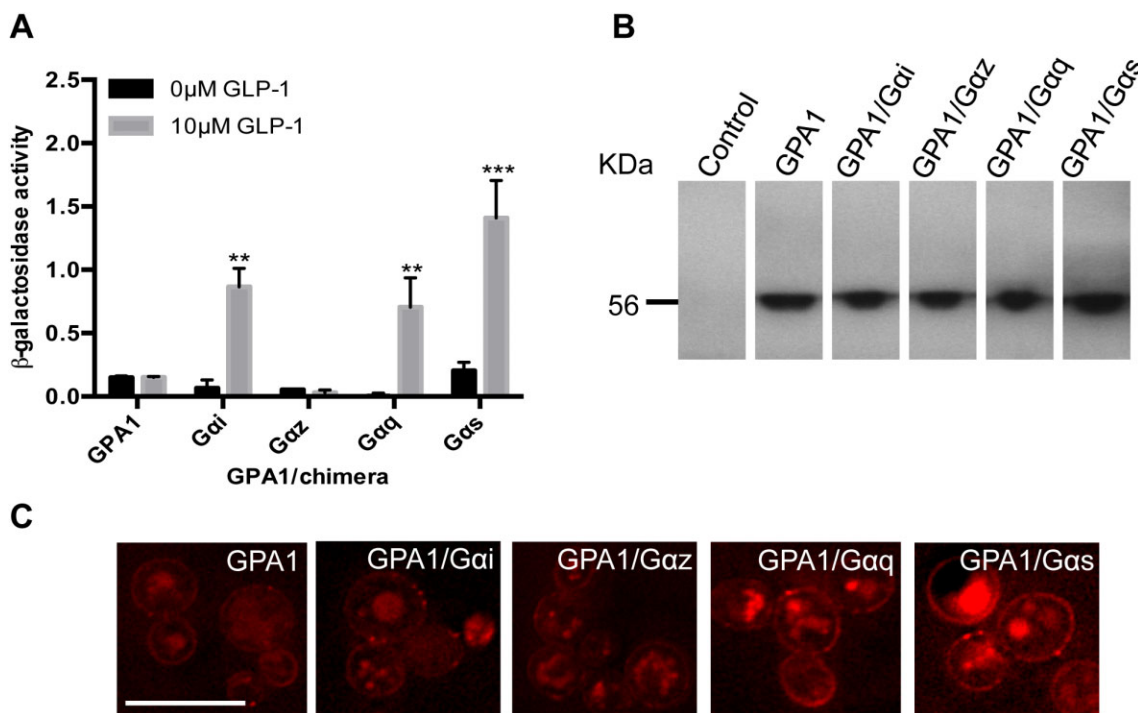 A
β-galactosidase activity
2.5
2.0
1.5
1.0
0.5
0.0
0μM GLP-1
10μM GLP-1
**
**
***
GPA1
Gαi
Gαz
Gαq
Gαs
GPA1/chimera
B
KDa
Control
GPA1
GPA1/Gαi
GPA1/Gαz
GPA1/Gαq
GPA1/Gαs
56
C
GPA1
GPA1/Gαi
GPA1/Gαz
GPA1/Gαq
GPA1/Gαs